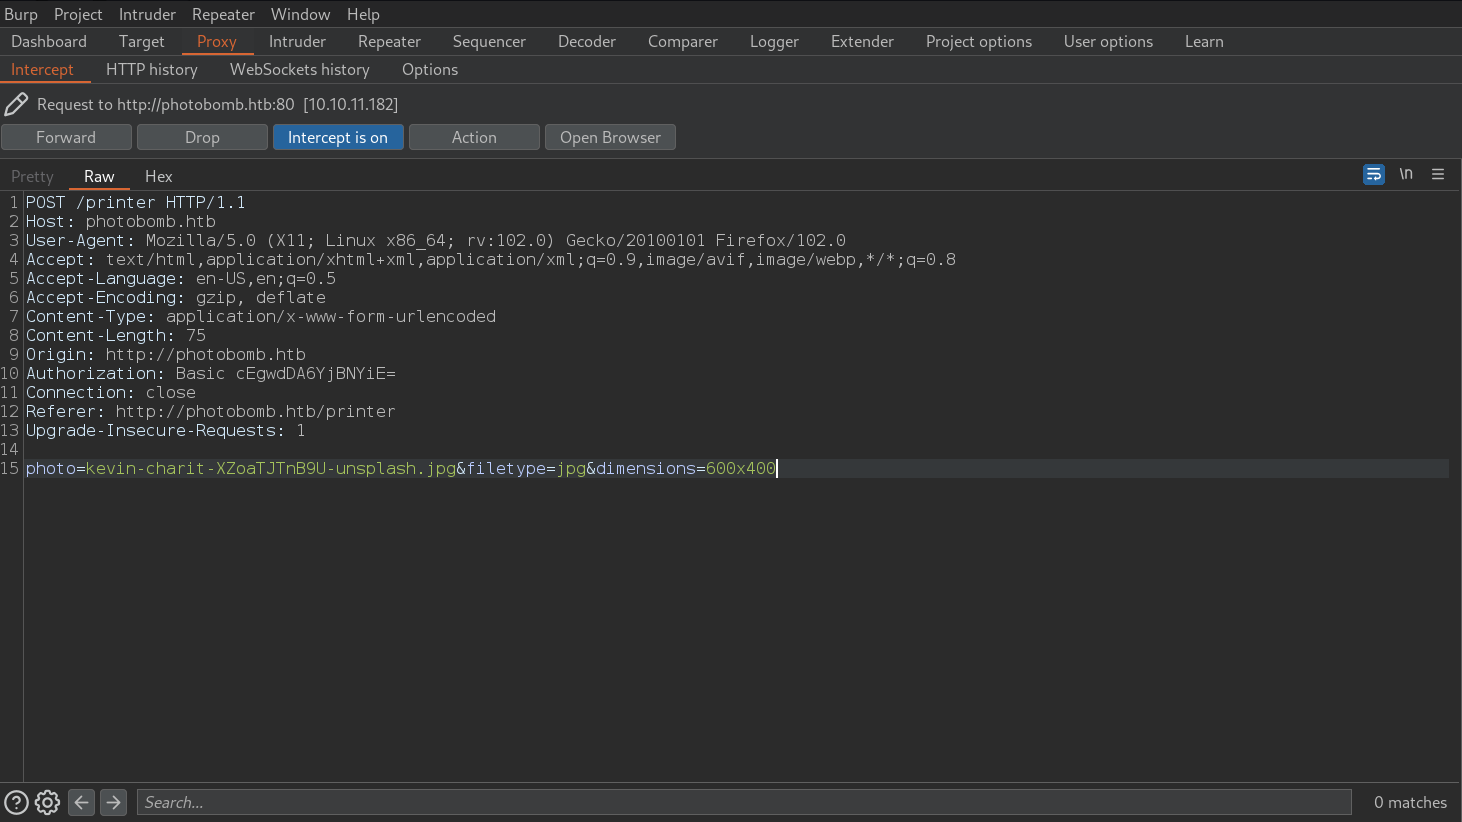 Burp Project Intruder Repeater Window Help
Dashboard Target Proxy Intruder Repeater Sequencer Decoder Comparer Logger Extender Project options User options Learn
Intercept HTTP history WebSockets history Options
Request to http://photobomb.htb:80 [10.10.11.182]
Forward Drop Intercept is on Action Open Browser
Pretty Raw Hex \n
1 POST /printer HTTP/1.1
2 Host: photobomb.htb
3 User-Agent: Mozilla/5.0 (X11; Linux x86_64; rv:102.0) Gecko/20100101 Firefox/102.0
4 Accept: text/html,application/xhtml+xml,application/xml;q=0.9,image/avif,image/webp,*/*;q=0.8
5 Accept-Language: en-US,en;q=0.5
6 Accept-Encoding: gzip, deflate
7 Content-Type: application/x-www-form-urlencoded
8 Content-Length: 75
9 Origin: http://photobomb.htb
10 Authorization: Basic cEgwdDA6YjBNYiE=
11 Connection: close
12 Referer: http://photobomb.htb/printer
13 Upgrade-Insecure-Requests: 1
14
15 photo=kevin-charit-XZoaTJTnB9U-unsplash.jpg&filetype=jpg&dimensions=600x400
? Search... 0 matches